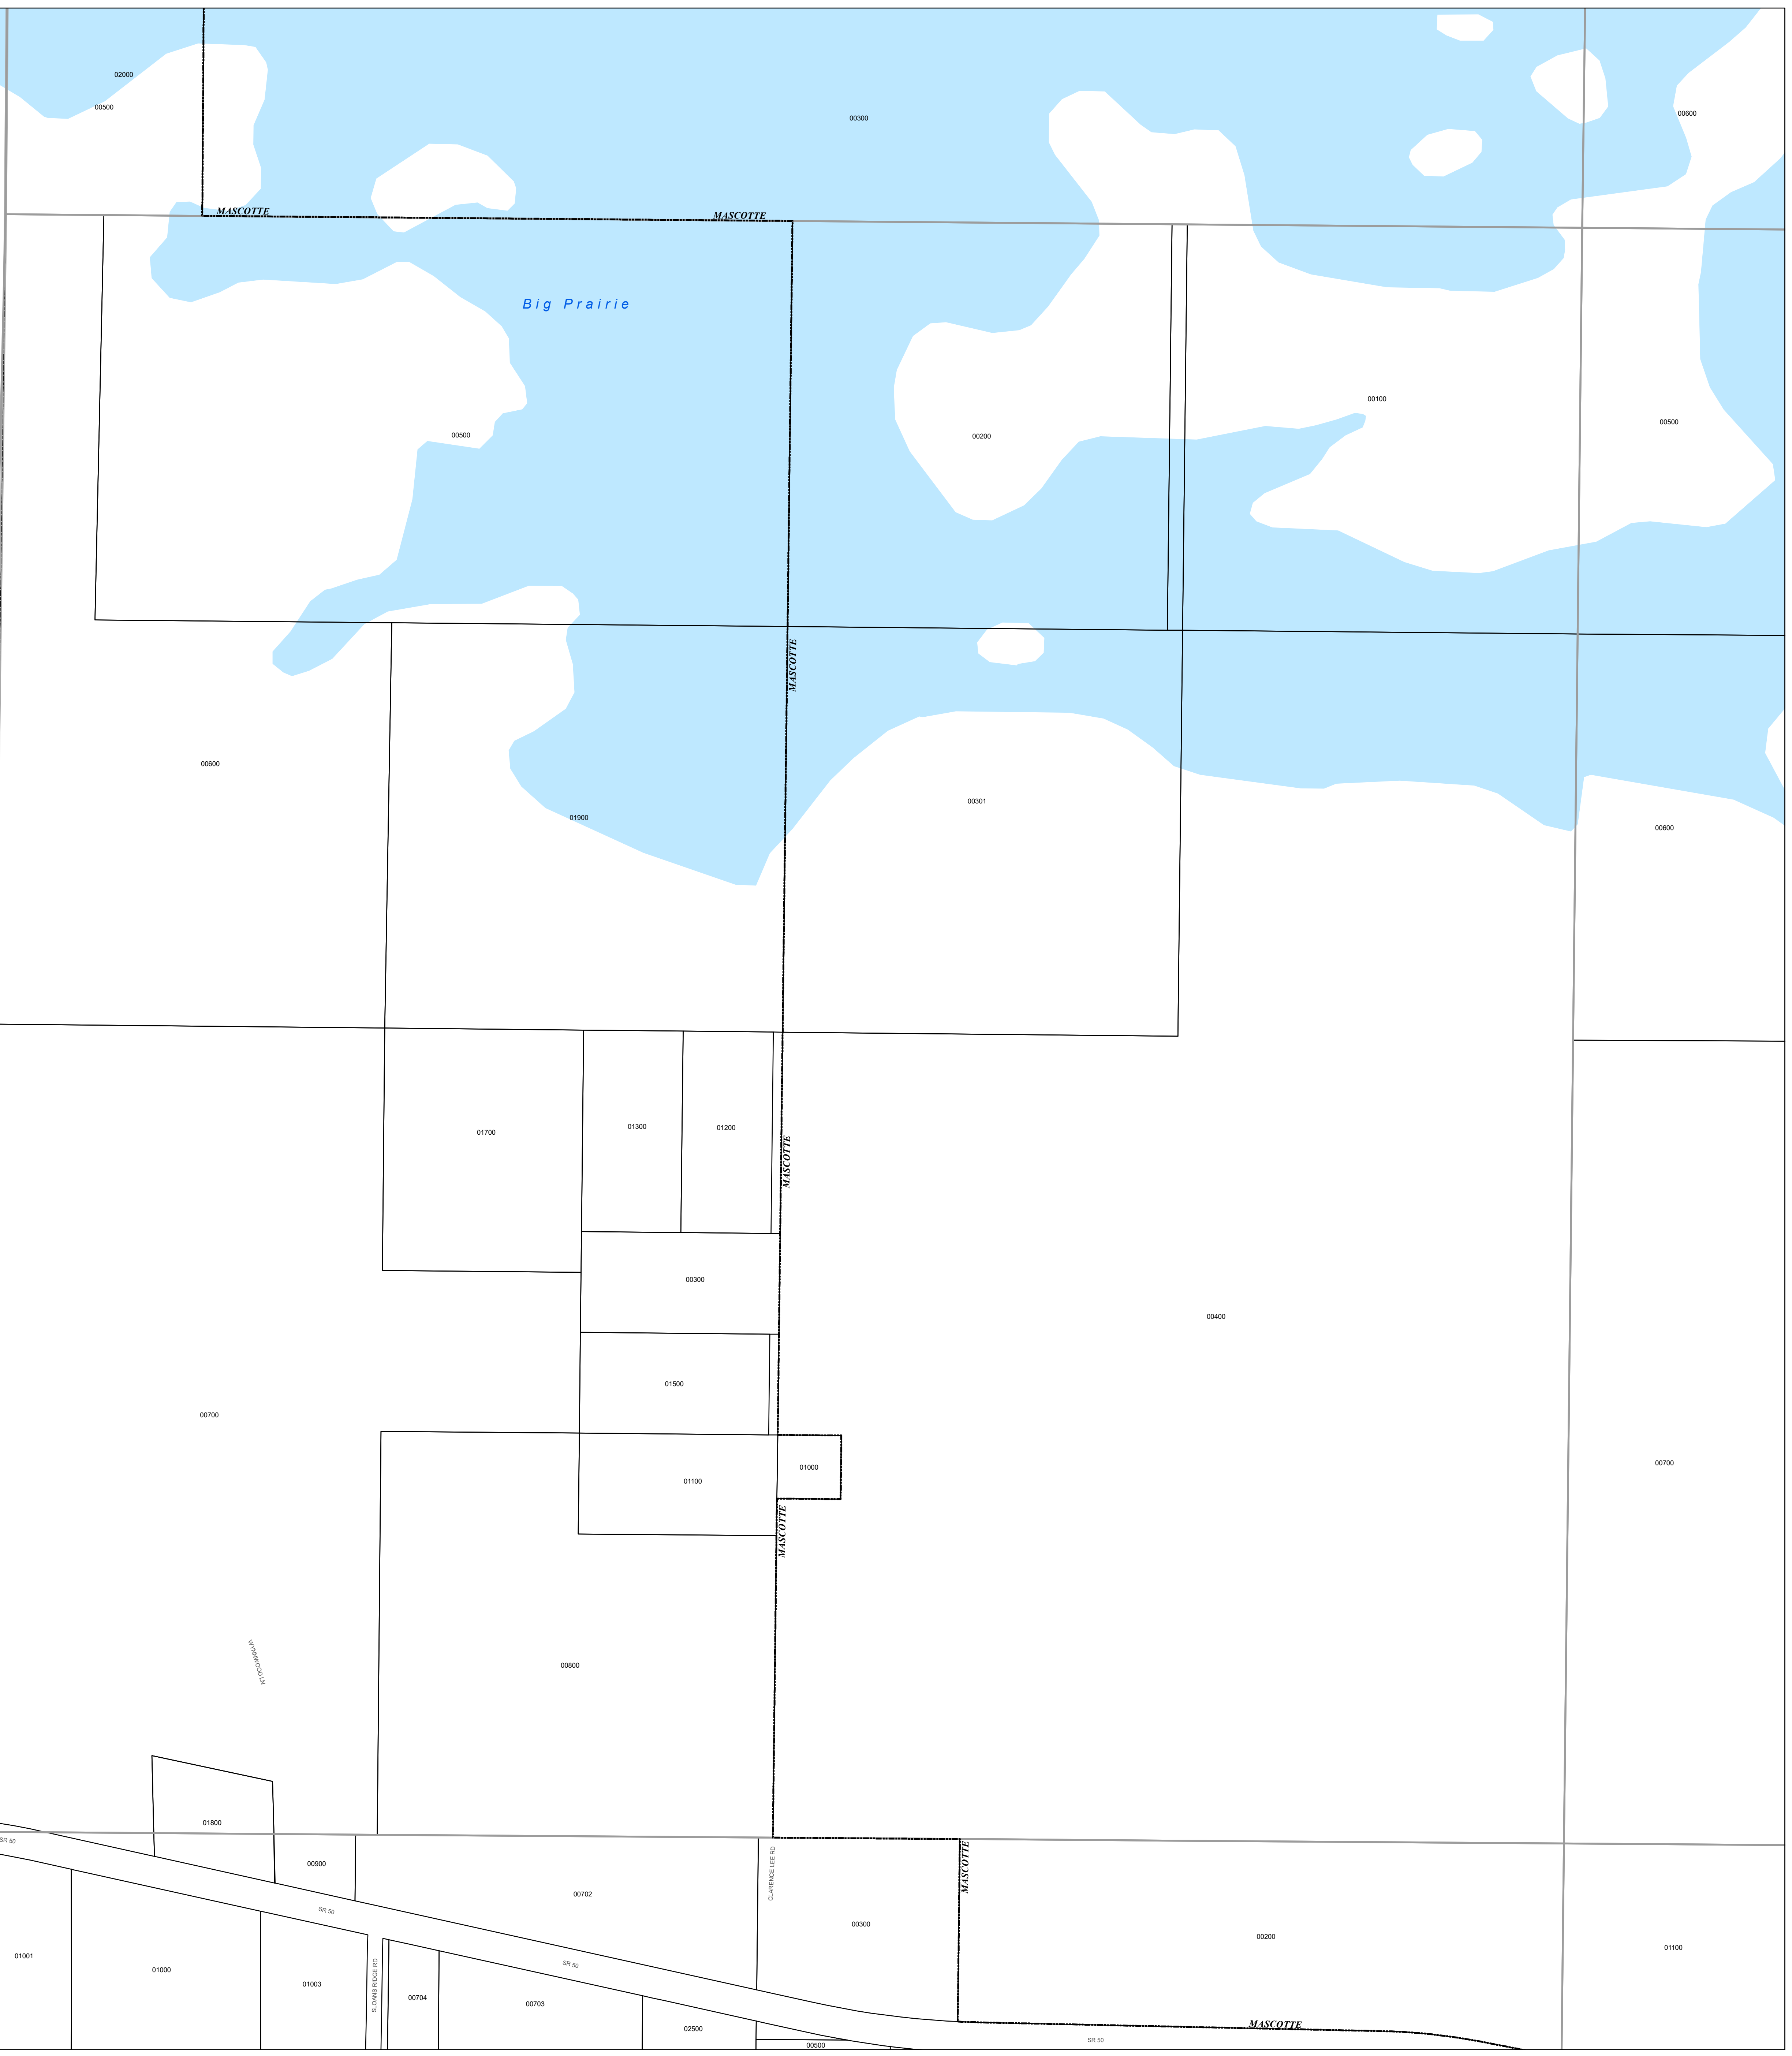 02000
00500
00300
00600
MASCOTTE
MASCOTTE
Big Prairie
00100
00500
00500
00200
MASCOTTE
00600
00301
01900
00600
01700
01300
01200
MASCOTTE
00300
00400
01500
00700
01100
01000
00700
MASCOTTE
WYNNWOOD LN
00800
01800
SR 50
00900
00702
CLARENCE LEE RD
MASCOTTE
00300
SR 50
00200
01100
01001
01000
01003
SLOANS RIDGE RD
SR 50
00704
00703
02500
MASCOTTE
SR 50
00500